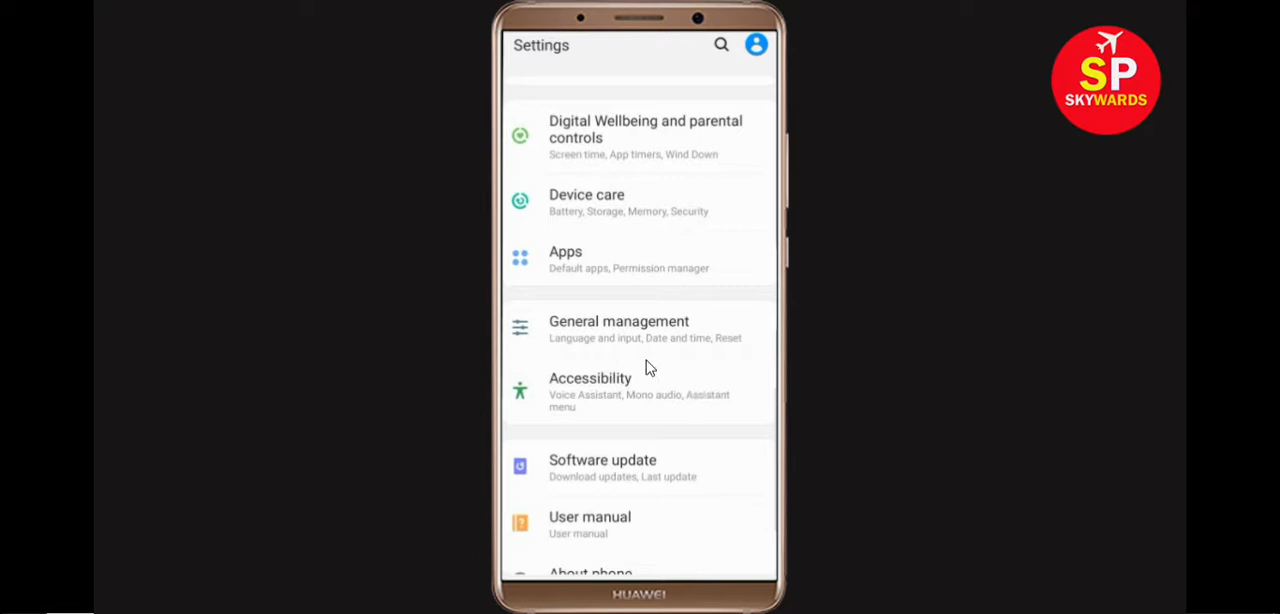 Settings
SP
SKYWARDS
Digital Wellbeing and parental
controls
Screen time, App timers, Wind Down
Device care
Battery, Storage, Memory, Security
Apps
Default apps, Permission manager
General management
Language and input, Date and time, Reset
Accessibility
Voice Assistant, Mono audio, Assistant
menu
Software update
Download updates, Last update
User manual
User manual
About phone
HUAWEI